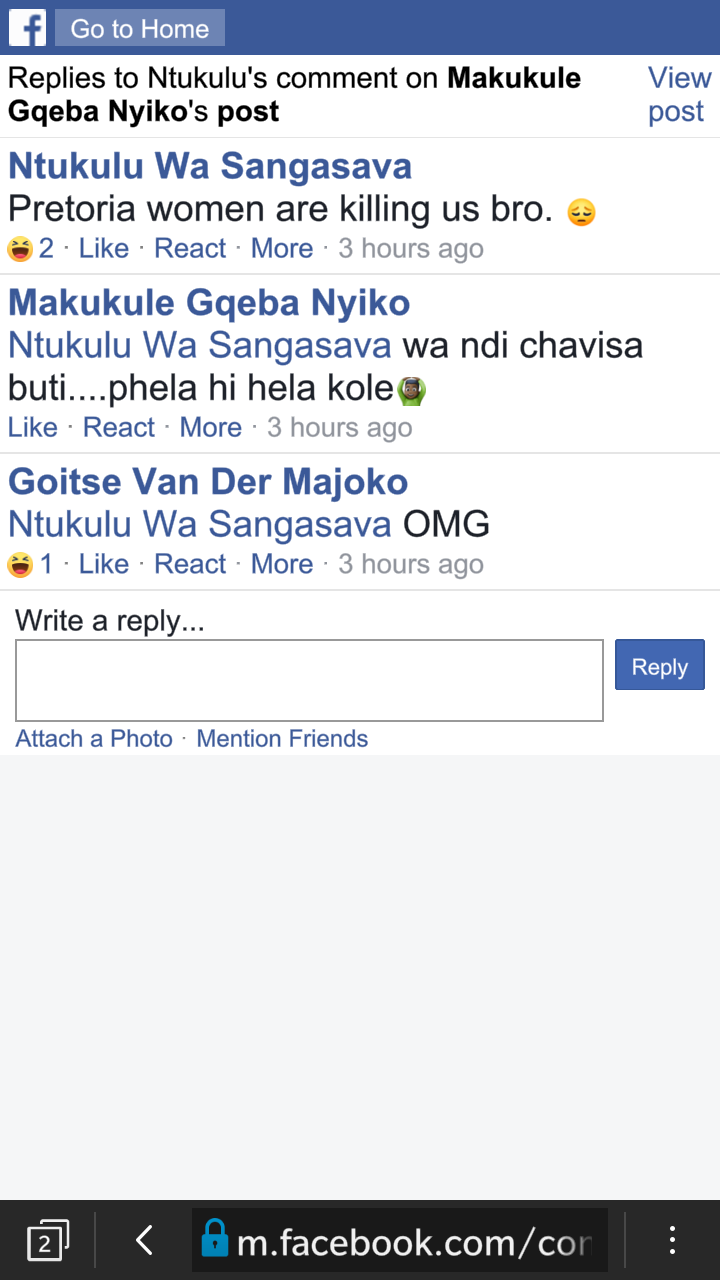 f Go to Home
Replies to Ntukulu's comment on Makukule View
Gqeba Nyiko's post post
Ntukulu Wa Sangasava
Pretoria women are killing us bro. 😔
😆 2 · Like · React · More · 3 hours ago
Makukule Gqeba Nyiko
Ntukulu Wa Sangasava wa ndi chavisa
buti....phela hi hela kole🙆🏿‍♂️
Like · React · More · 3 hours ago
Goitse Van Der Majoko
Ntukulu Wa Sangasava OMG
😆 1 · Like · React · More · 3 hours ago
Write a reply...
Reply
Attach a Photo · Mention Friends
2 m.facebook.com/con